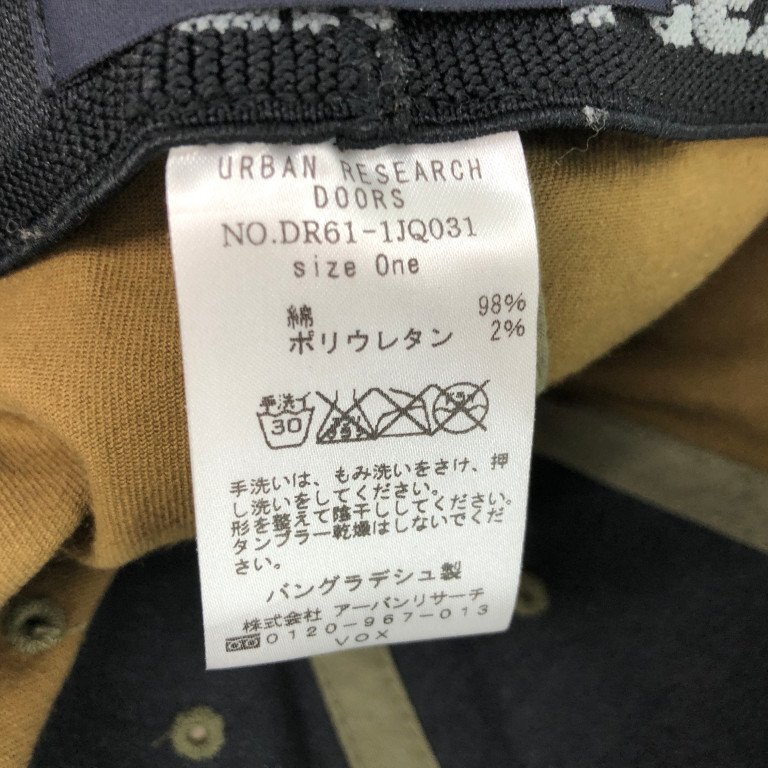 URBAN RESEARCH
DOORS
NO.DR61-1JQ031
size One
綿 98%
ポリウレタン 2%
手洗イ
30
手洗いは、もみ洗いをさけ、押
し洗いをしてください。
形を整えて陰干ししてください。
タンブラー乾燥はしないでくだ
さい。
バングラデシュ製
株式会社 アーバンリサーチ
0120-967-013
VOX